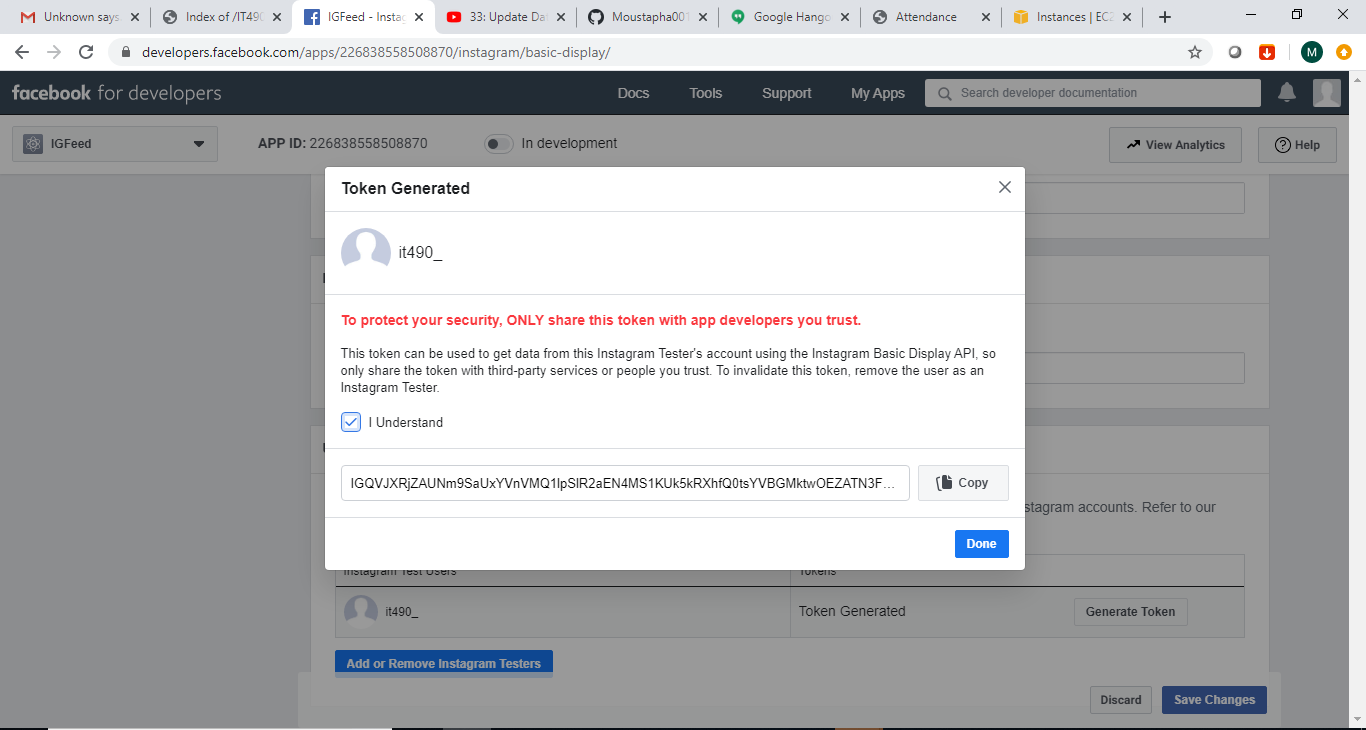 Unknown says
Index of /IT490
IGFeed - Instag
33: Update Dat
Moustapha001
Google Hango
Attendance
Instances | EC2
developers.facebook.com/apps/226838558508870/instagram/basic-display/
M
facebook for developers
Docs
Tools
Support
My Apps
Search developer documentation
IGFeed
APP ID: 226838558508870
In development
View Analytics
Help
Token Generated
it490_
To protect your security, ONLY share this token with app developers you trust.
This token can be used to get data from this Instagram Tester's account using the Instagram Basic Display API, so
only share the token with third-party services or people you trust. To invalidate this token, remove the user as an
Instagram Tester.
I Understand
IGQVJXRjZAUNm9SaUxYVnVMQ1lpSlR2aEN4MS1KUk5kRXhfQ0tsYVBGMktwOEZATN3F...
Copy
stagram accounts. Refer to our
Done
Instagram Test Users
Tokens
it490_
Token Generated
Generate Token
Add or Remove Instagram Testers
Discard
Save Changes